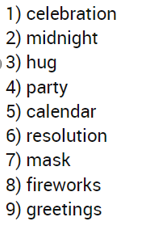 1) celebration
2) midnight
3) hug
4) party
5) calendar
6) resolution
7) mask
8) fireworks
9) greetings